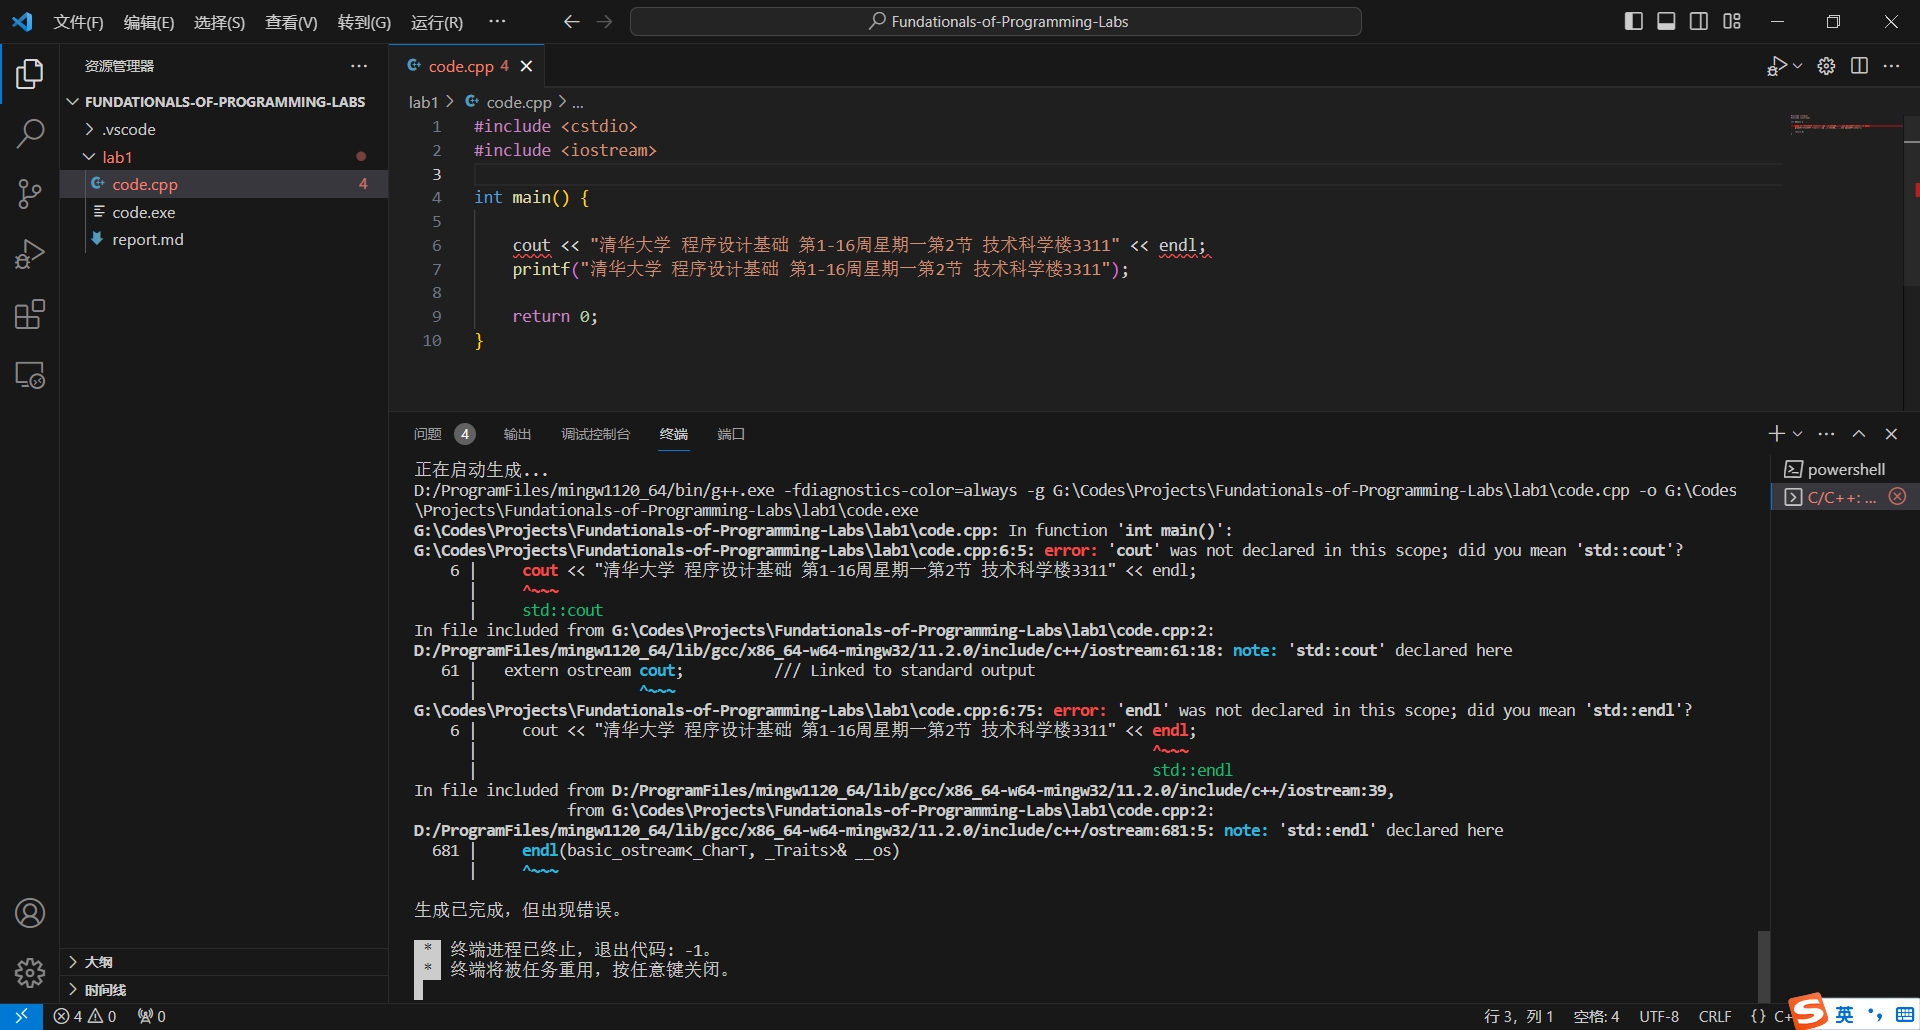 文件(F) 编辑(E) 选择(S) 查看(V) 转到(G) 运行(R) ··· Fundationals-of-Programming-Labs
资源管理器
FUNDATIONALS-OF-PROGRAMMING-LABS
.vscode
lab1
code.cpp 4
code.exe
report.md
大纲
时间线
code.cpp 4
lab1 > code.cpp > ...
1 #include <cstdio>
2 #include <iostream>
3
4 int main() {
5
6     cout << "清华大学 程序设计基础 第1-16周星期一第2节 技术科学楼3311" << endl;
7     printf("清华大学 程序设计基础 第1-16周星期一第2节 技术科学楼3311");
8
9     return 0;
10 }
问题 4 输出 调试控制台 终端 端口
正在启动生成...
D:/ProgramFiles/mingw1120_64/bin/g++.exe -fdiagnostics-color=always -g G:\Codes\Projects\Fundationals-of-Programming-Labs\lab1\code.cpp -o G:\Codes
\Projects\Fundationals-of-Programming-Labs\lab1\code.exe
G:\Codes\Projects\Fundationals-of-Programming-Labs\lab1\code.cpp: In function 'int main()':
G:\Codes\Projects\Fundationals-of-Programming-Labs\lab1\code.cpp:6:5: error: 'cout' was not declared in this scope; did you mean 'std::cout'?
6 |     cout << "清华大学 程序设计基础 第1-16周星期一第2节 技术科学楼3311" << endl;
|     ^~~~
|     std::cout
In file included from G:\Codes\Projects\Fundationals-of-Programming-Labs\lab1\code.cpp:2:
D:/ProgramFiles/mingw1120_64/lib/gcc/x86_64-w64-mingw32/11.2.0/include/c++/iostream:61:18: note: 'std::cout' declared here
61 |   extern ostream cout;          /// Linked to standard output
|                  ^~~~
G:\Codes\Projects\Fundationals-of-Programming-Labs\lab1\code.cpp:6:75: error: 'endl' was not declared in this scope; did you mean 'std::endl'?
6 |     cout << "清华大学 程序设计基础 第1-16周星期一第2节 技术科学楼3311" << endl;
|                                                                           ^~~~
|                                                                           std::endl
In file included from D:/ProgramFiles/mingw1120_64/lib/gcc/x86_64-w64-mingw32/11.2.0/include/c++/iostream:39,
from G:\Codes\Projects\Fundationals-of-Programming-Labs\lab1\code.cpp:2:
D:/ProgramFiles/mingw1120_64/lib/gcc/x86_64-w64-mingw32/11.2.0/include/c++/ostream:681:5: note: 'std::endl' declared here
681 |     endl(basic_ostream<_CharT, _Traits>& __os)
|     ^~~~
生成已完成，但出现错误。
* 终端进程已终止，退出代码: -1。
* 终端将被任务重用，按任意键关闭。
powershell
C/C++: ...
4 0 0 行 3，列 1 空格: 4 UTF-8 CRLF {} C+ S 英